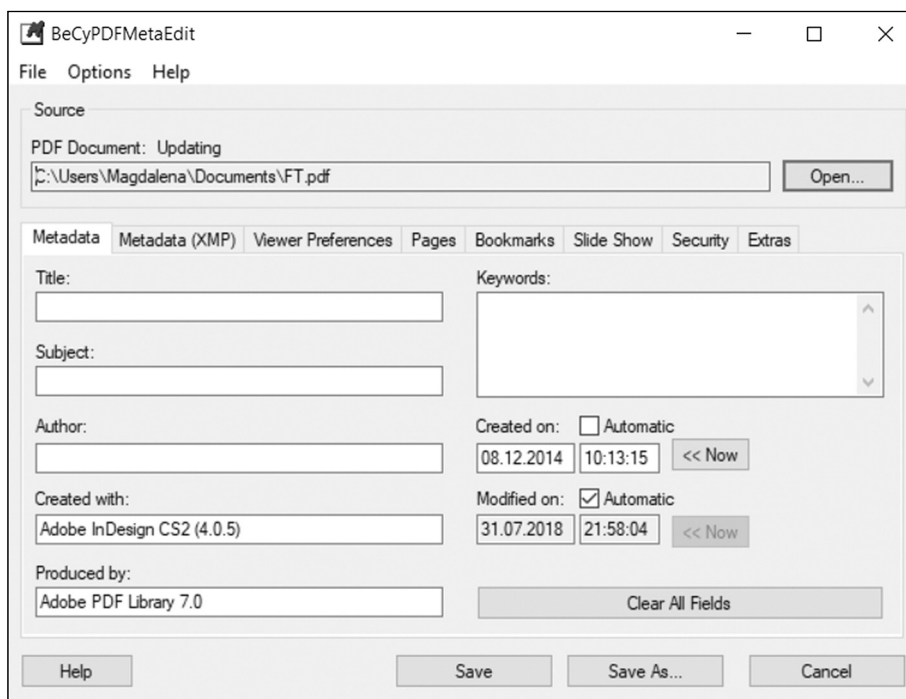 BeCyPDFMetaEdit
File Options Help
Source
PDF Document: Updating
C:\Users\Magdalena\Documents\FT.pdf
Open...
Metadata Metadata (XMP) Viewer Preferences Pages Bookmarks Slide Show Security Extras
Title:
Subject:
Author:
Created with:
Adobe InDesign CS2 (4.0.5)
Produced by:
Adobe PDF Library 7.0
Keywords:
Created on: Automatic
08.12.2014 10:13:15 << Now
Modified on: Automatic
31.07.2018 21:58:04 << Now
Clear All Fields
Help Save Save As... Cancel